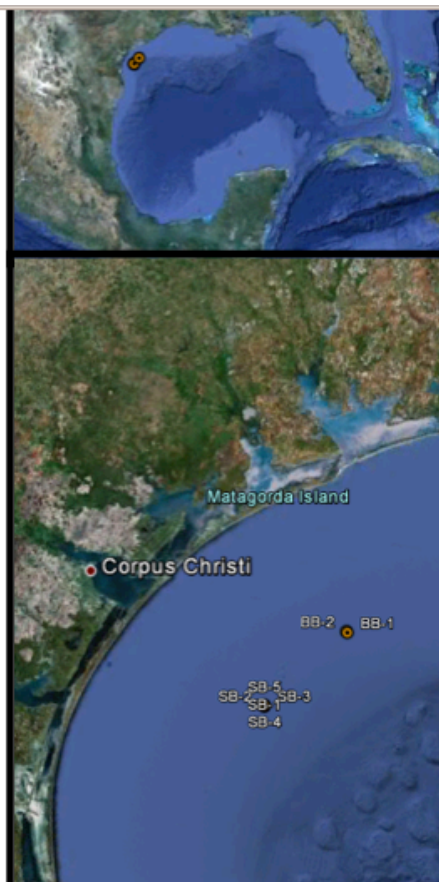 Matagorda Island
Corpus Christi
BB-2 BB-1
SB-5
SB-2 SB-3
SB-1
SB-4